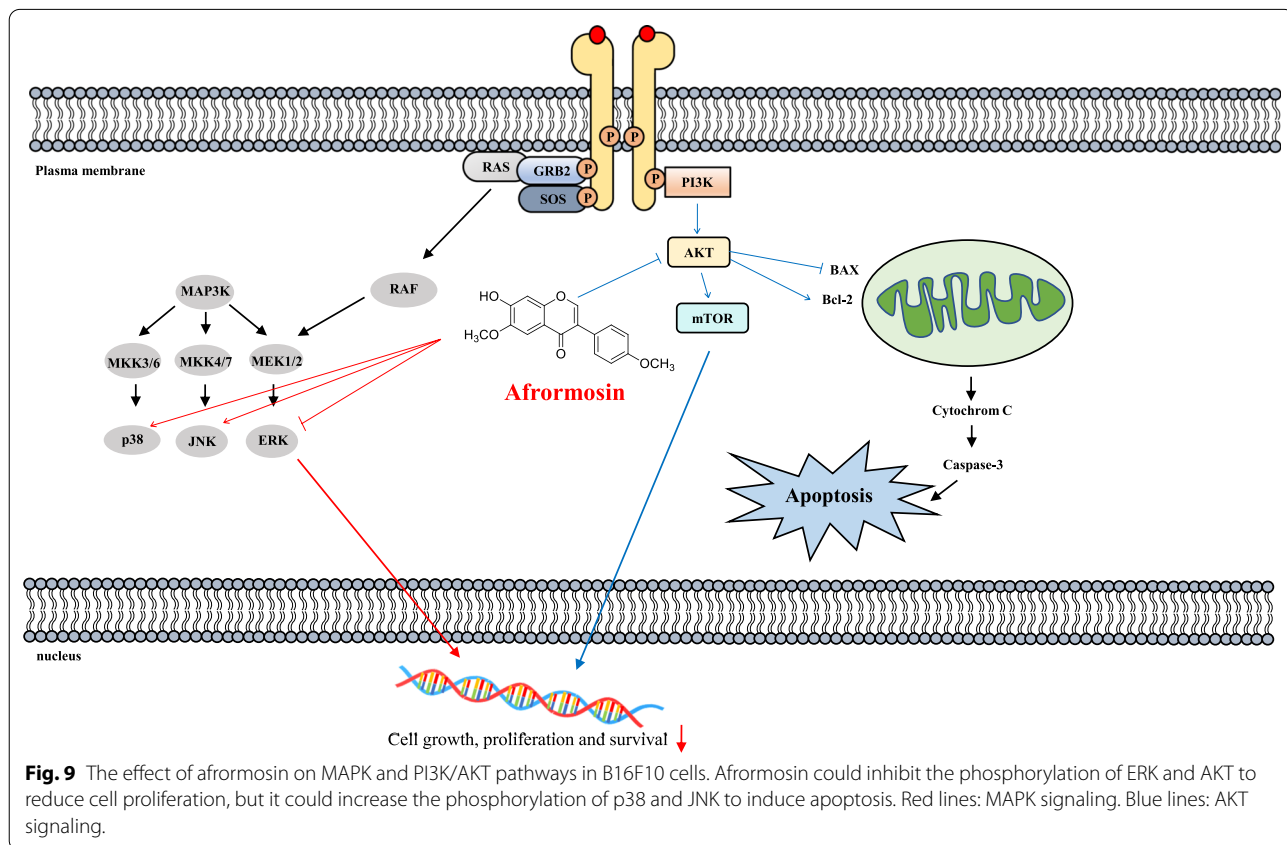 P P
Plasma membrane
RAS GRB2 P
SOS P
P PI3K
AKT
BAX
Bcl-2
mTOR
MAP3K
RAF
MKK3/6 MKK4/7 MEK1/2
p38 JNK ERK
HO
O
H3CO
O
OCH3
Afrormosin
Cytochrom C
Caspase-3
Apoptosis
nucleus
Cell growth, proliferation and survival
Fig. 9 The effect of afrormosin on MAPK and PI3K/AKT pathways in B16F10 cells. Afrormosin could inhibit the phosphorylation of ERK and AKT to
reduce cell proliferation, but it could increase the phosphorylation of p38 and JNK to induce apoptosis. Red lines: MAPK signaling. Blue lines: AKT
signaling.